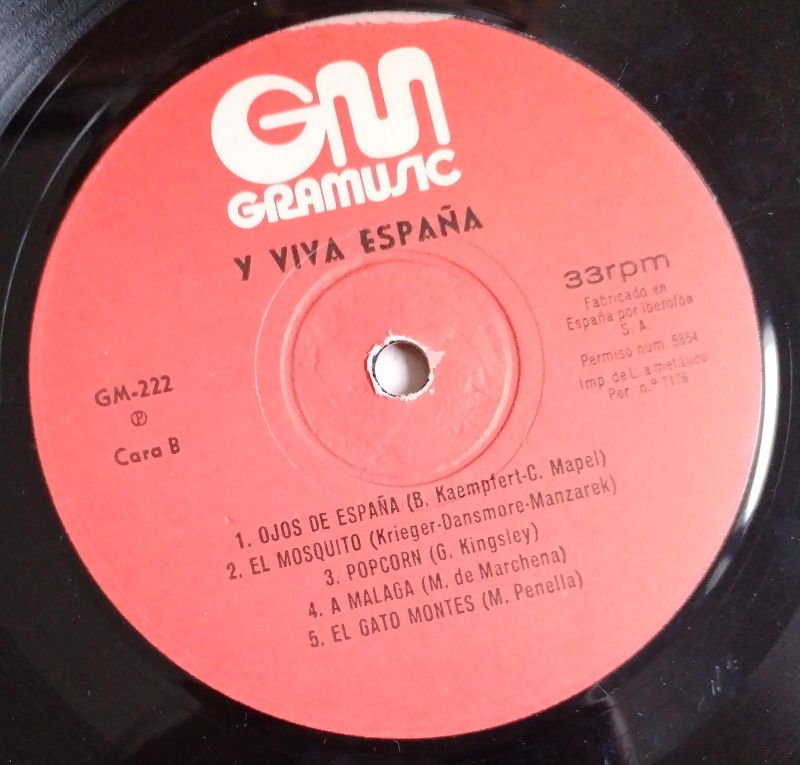 GM
GRAMUSIC
Y VIVA ESPAÑA
33rpm
Fabricado en
España por Iberofón
S. A.
Permiso num. 5854
Imp. de L. a metálico
Per. n.º
GM-222
Ⓟ
Cara B
1. OJOS DE ESPAÑA (B. Kaempfert-C. Mapel)
2. EL MOSQUITO (Krieger-Dansmore-Manzarek)
3. POPCORN (G. Kingsley)
4. A MALAGA (M. de Marchena)
5. EL GATO MONTES (M. Penella)